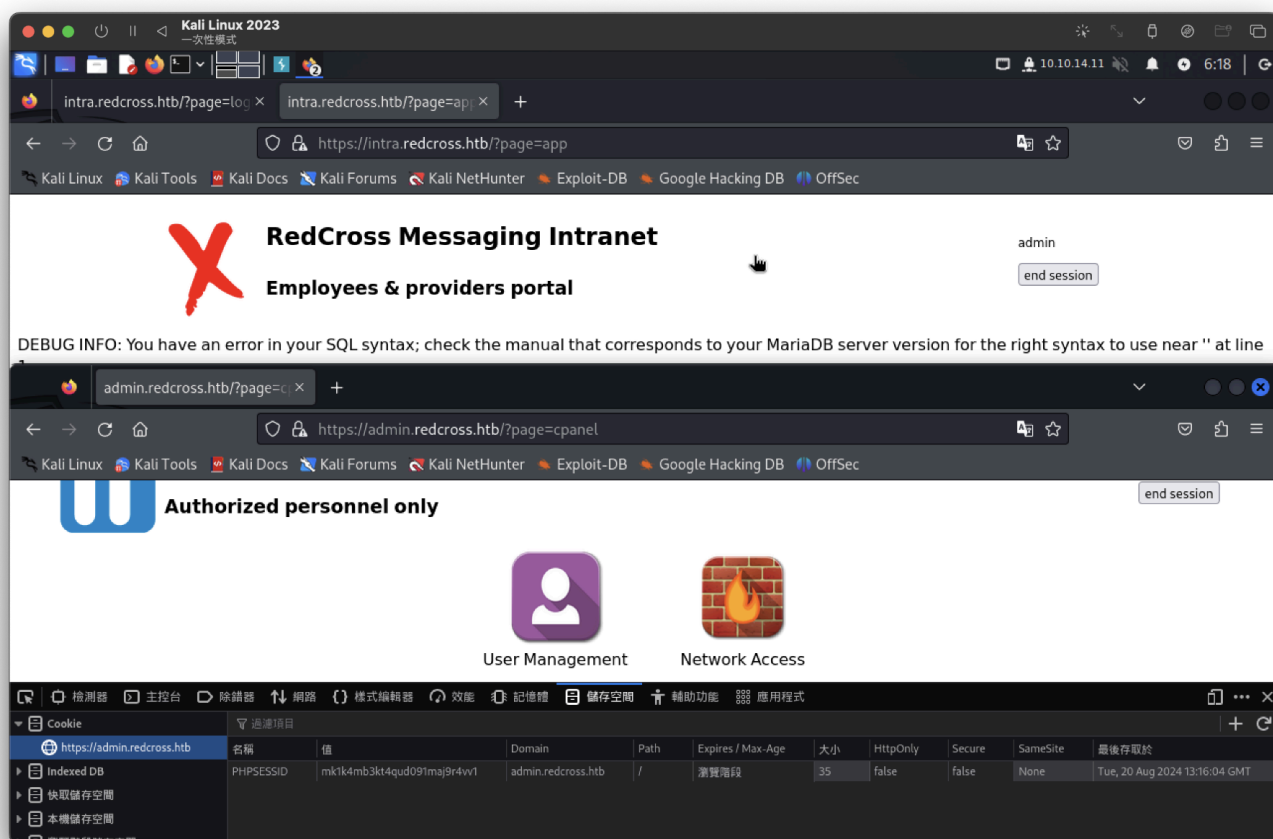 Kali Linux 2023
一次性模式
10.10.14.11 6:18
2
intra.redcross.htb/?page=log intra.redcross.htb/?page=app
https://intra.redcross.htb/?page=app
Kali Linux Kali Tools Kali Docs Kali Forums Kali NetHunter Exploit-DB Google Hacking DB OffSec
RedCross Messaging Intranet
admin
end session
Employees & providers portal
DEBUG INFO: You have an error in your SQL syntax; check the manual that corresponds to your MariaDB server version for the right syntax to use near '' at line
admin.redcross.htb/?page=c
https://admin.redcross.htb/?page=cpanel
Kali Linux Kali Tools Kali Docs Kali Forums Kali NetHunter Exploit-DB Google Hacking DB OffSec
end session
Authorized personnel only
User Management Network Access
檢測器 主控台 除錯器 網路 樣式編輯器 效能 記憶體 儲存空間 輔助功能 應用程式
Cookie 過濾項目
https://admin.redcross.htb 名稱 值 Domain Path Expires / Max-Age 大小 HttpOnly Secure SameSite 最後存取於
Indexed DB PHPSESSID mk1k4mb3kt4qud091maj9r4vv1 admin.redcross.htb / 瀏覽階段 35 false false None Tue, 20 Aug 2024 13:16:04 GMT
快取儲存空間
本機儲存空間